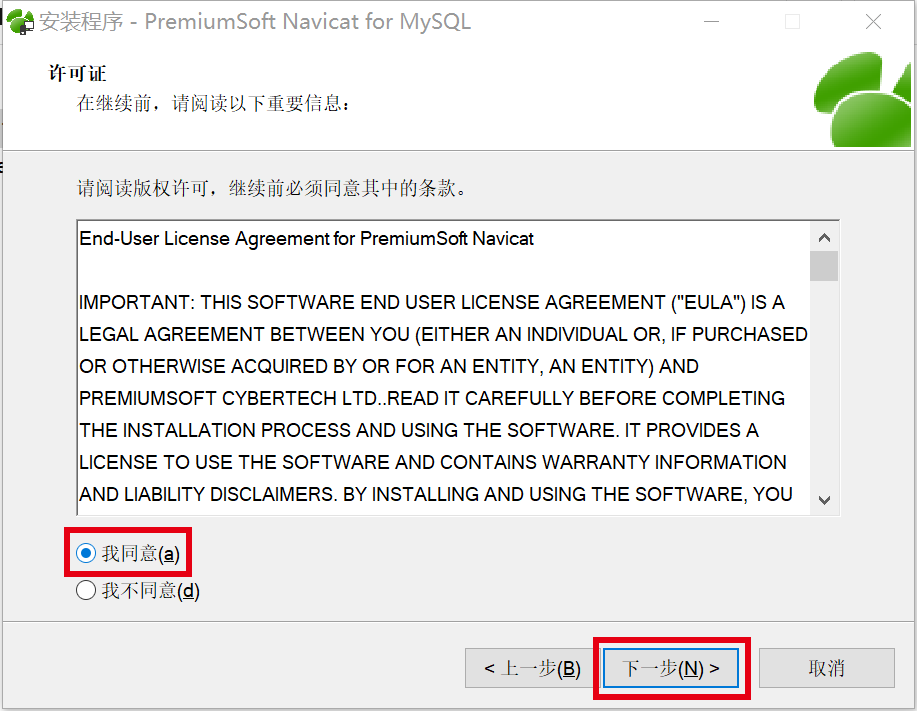 安装程序 - PremiumSoft Navicat for MySQL
许可证
在继续前，请阅读以下重要信息：
请阅读版权许可，继续前必须同意其中的条款。
End-User License Agreement for PremiumSoft Navicat
IMPORTANT: THIS SOFTWARE END USER LICENSE AGREEMENT ("EULA") IS A
LEGAL AGREEMENT BETWEEN YOU (EITHER AN INDIVIDUAL OR, IF PURCHASED
OR OTHERWISE ACQUIRED BY OR FOR AN ENTITY, AN ENTITY) AND
PREMIUMSOFT CYBERTECH LTD..READ IT CAREFULLY BEFORE COMPLETING
THE INSTALLATION PROCESS AND USING THE SOFTWARE. IT PROVIDES A
LICENSE TO USE THE SOFTWARE AND CONTAINS WARRANTY INFORMATION
AND LIABILITY DISCLAIMERS. BY INSTALLING AND USING THE SOFTWARE, YOU
我同意(a)
我不同意(d)
< 上一步(B) 下一步(N) > 取消